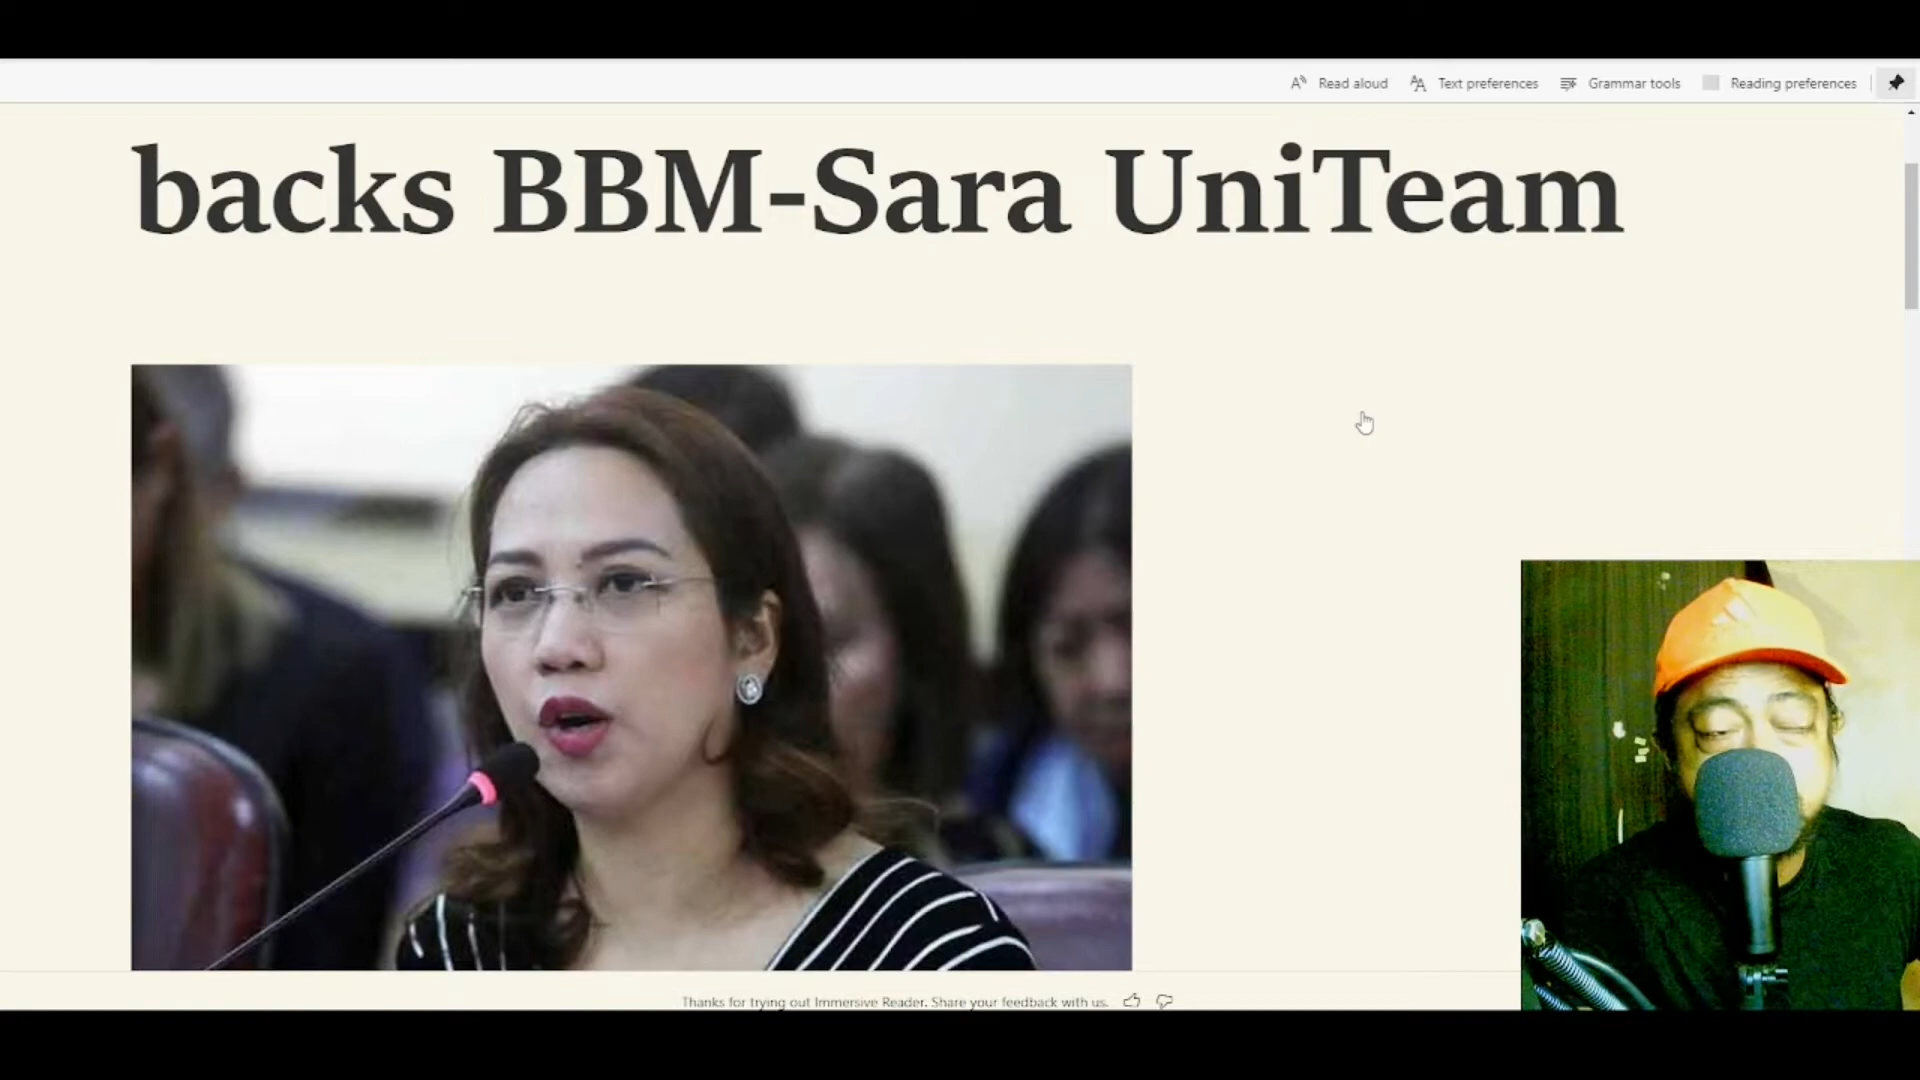 Read aloud Text preferences Grammar tools Reading preferences
backs BBM-Sara UniTeam
Thanks for trying out Immersive Reader. Share your feedback with us.